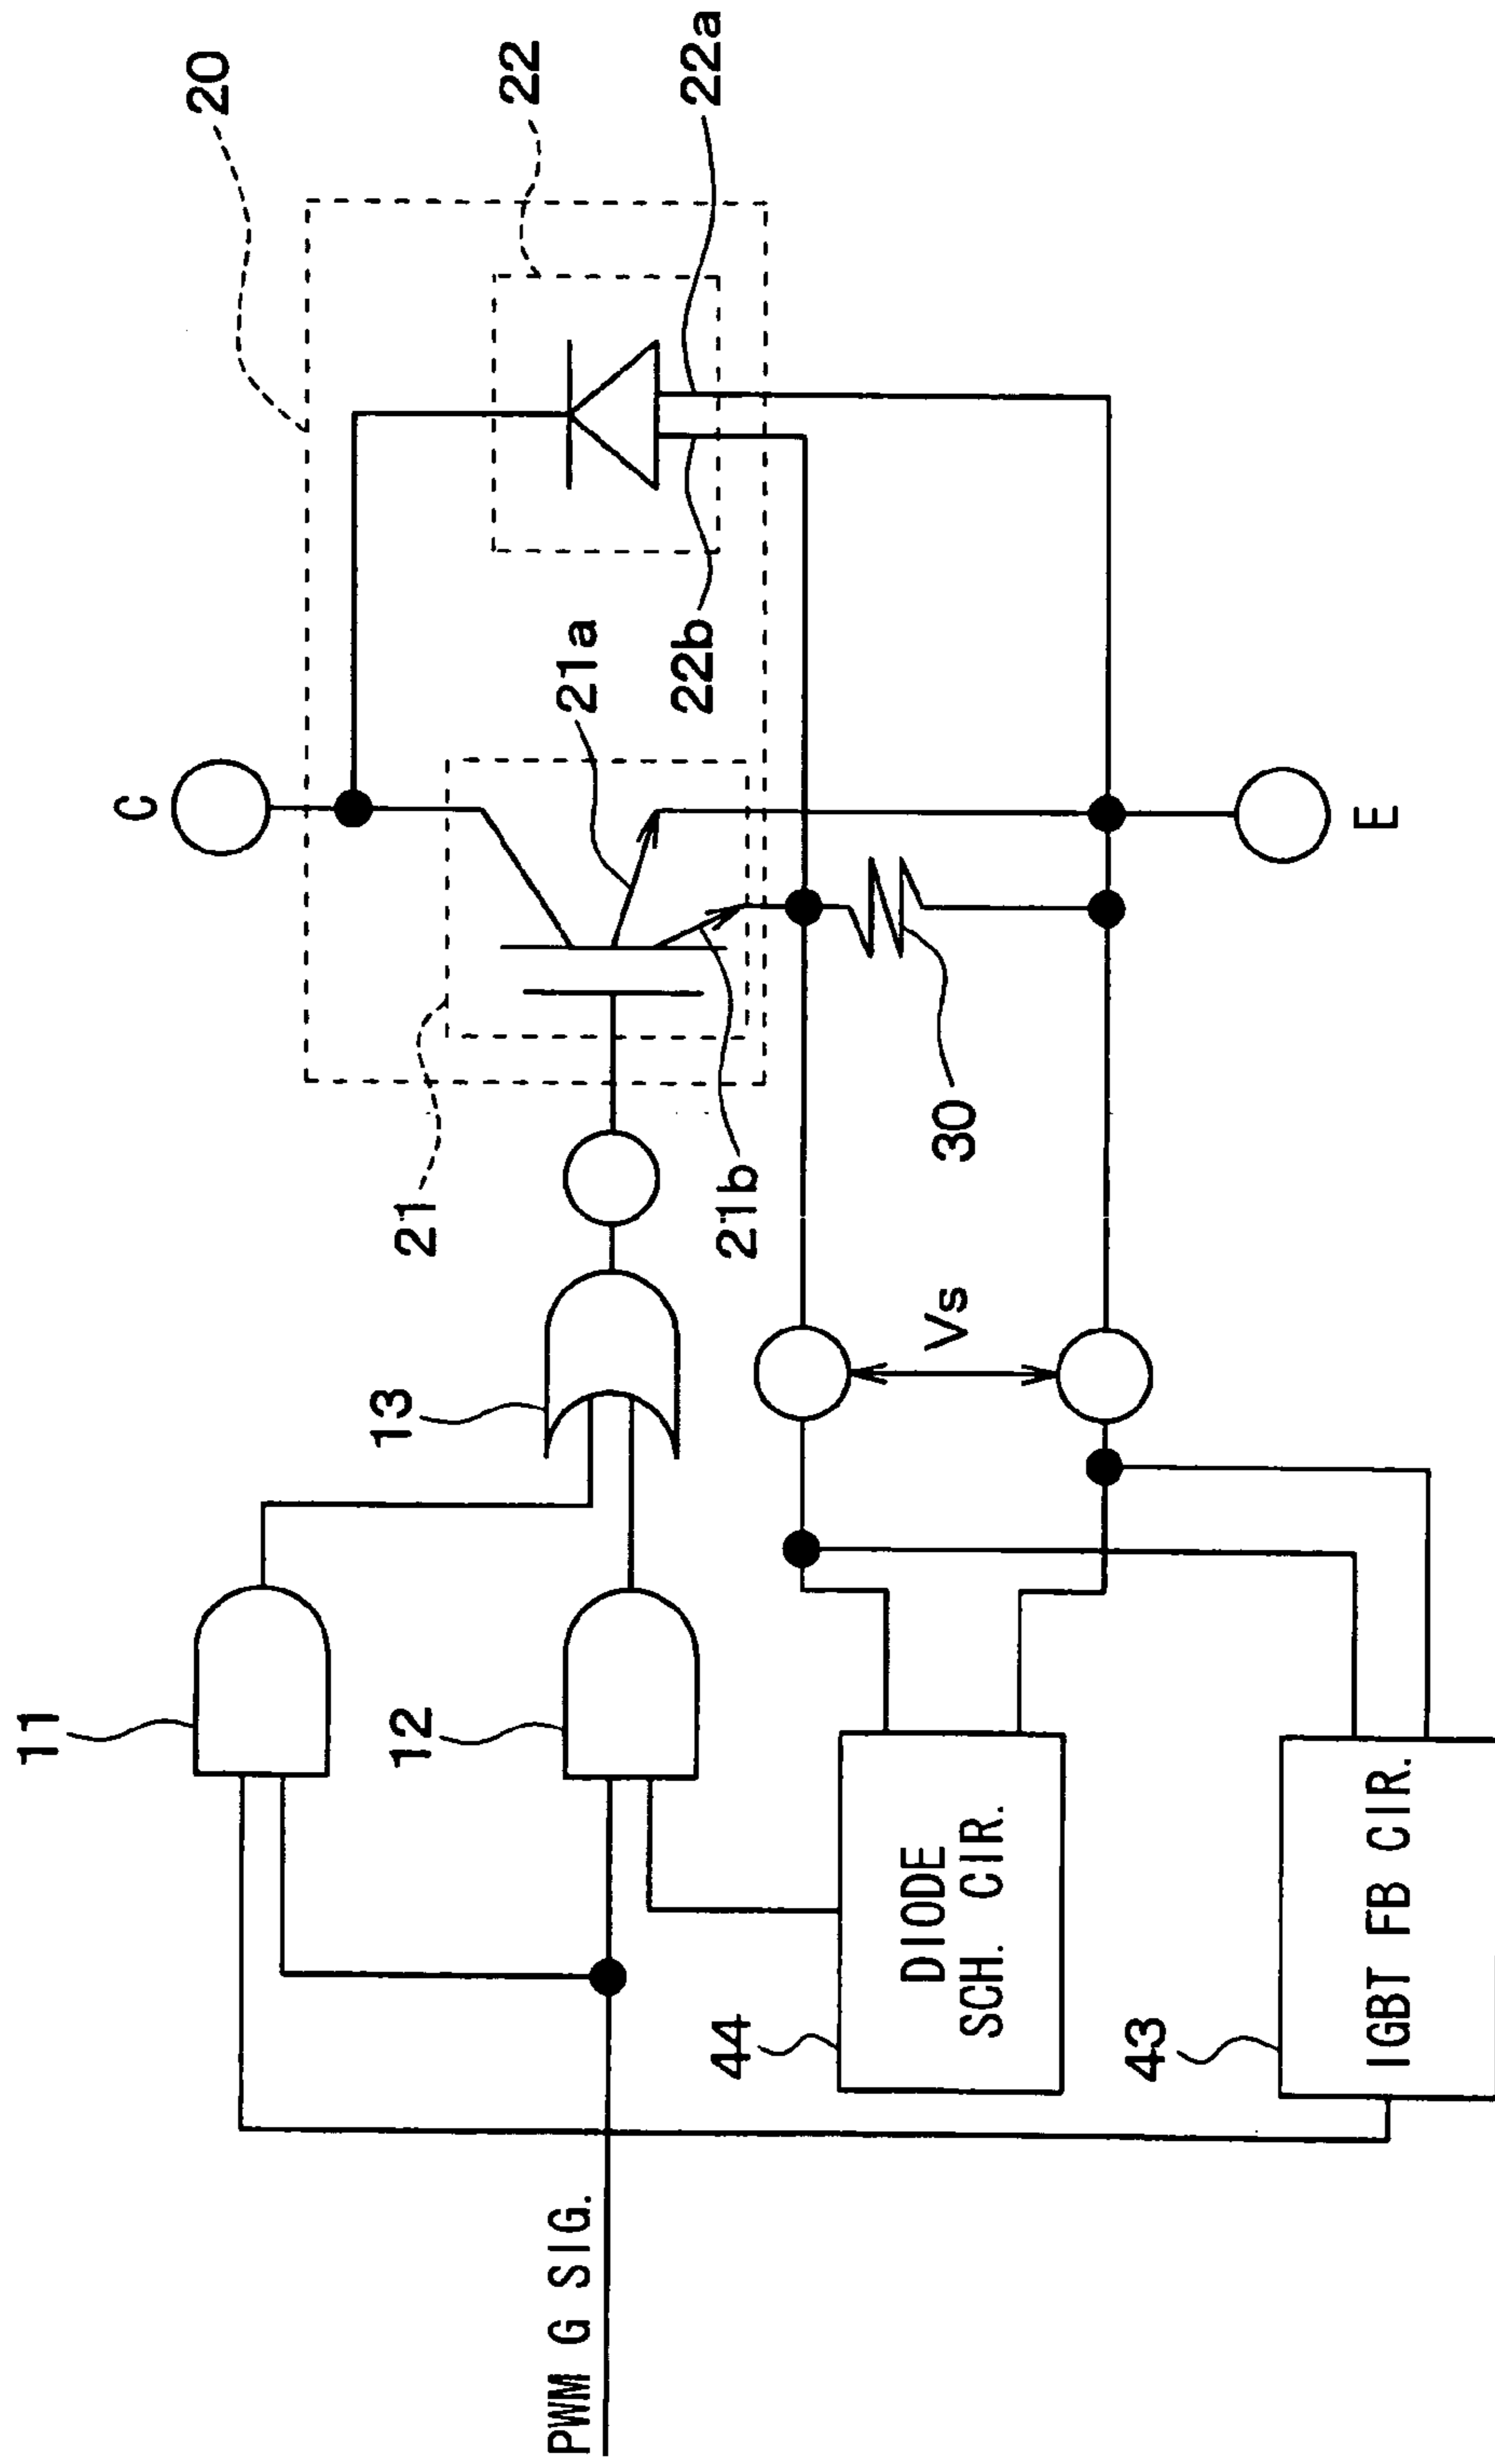 20
22
22a
C
21a
22b
21
21b
30
E
13
Vs
11
12
44
DIODE
SCH. CIR.
43
IGBT FB CIR.
PWM G SIG.